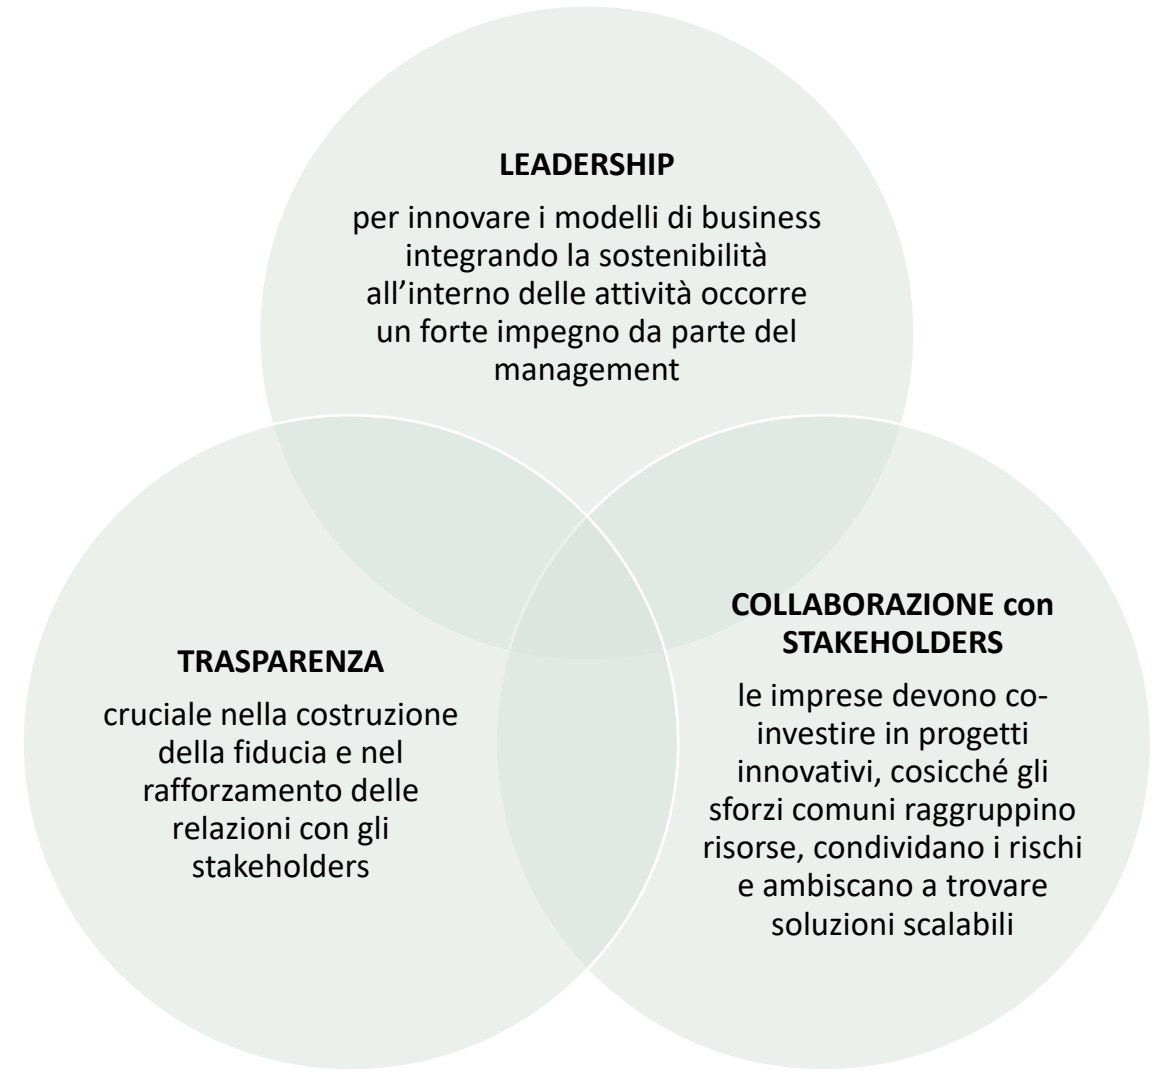 LEADERSHIP
per innovare i modelli di business
integrando la sostenibilità
all’interno delle attività occorre
un forte impegno da parte del
management
TRASPARENZA
cruciale nella costruzione
della fiducia e nel
rafforzamento delle
relazioni con gli
stakeholders
COLLABORAZIONE con
STAKEHOLDERS
le imprese devono co-
investire in progetti
innovativi, cosicché gli
sforzi comuni raggruppino
risorse, condividano i rischi
e ambiscano a trovare
soluzioni scalabili